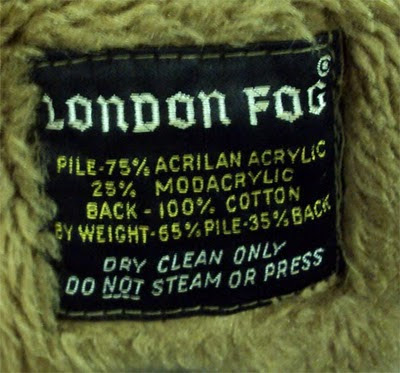 LONDON FOG®
PILE-75% ACRILAN ACRYLIC
25% MODACRYLIC
BACK - 100% COTTON
BY WEIGHT-65% PILE-35% BACK
DRY CLEAN ONLY
DO NOT STEAM OR PRESS